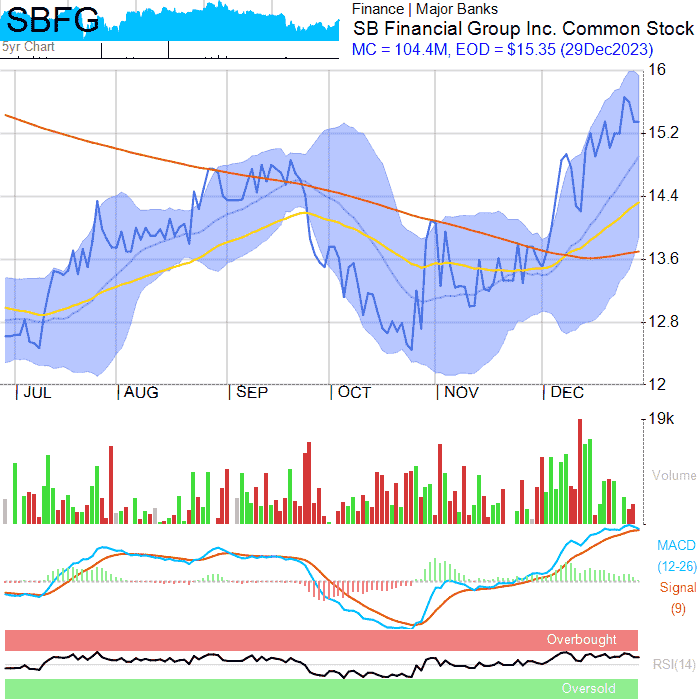 SBFG
5yr Chart
Finance | Major Banks
SB Financial Group Inc. Common Stock
MC = 104.4M, EOD = $15.35 (29Dec2023)
16
15.2
14.4
13.6
12.8
12
| JUL | AUG | SEP | OCT | NOV | DEC
19k
Volume
MACD
(12-26)
Signal
(9)
Overbought
RSI(14)
Oversold